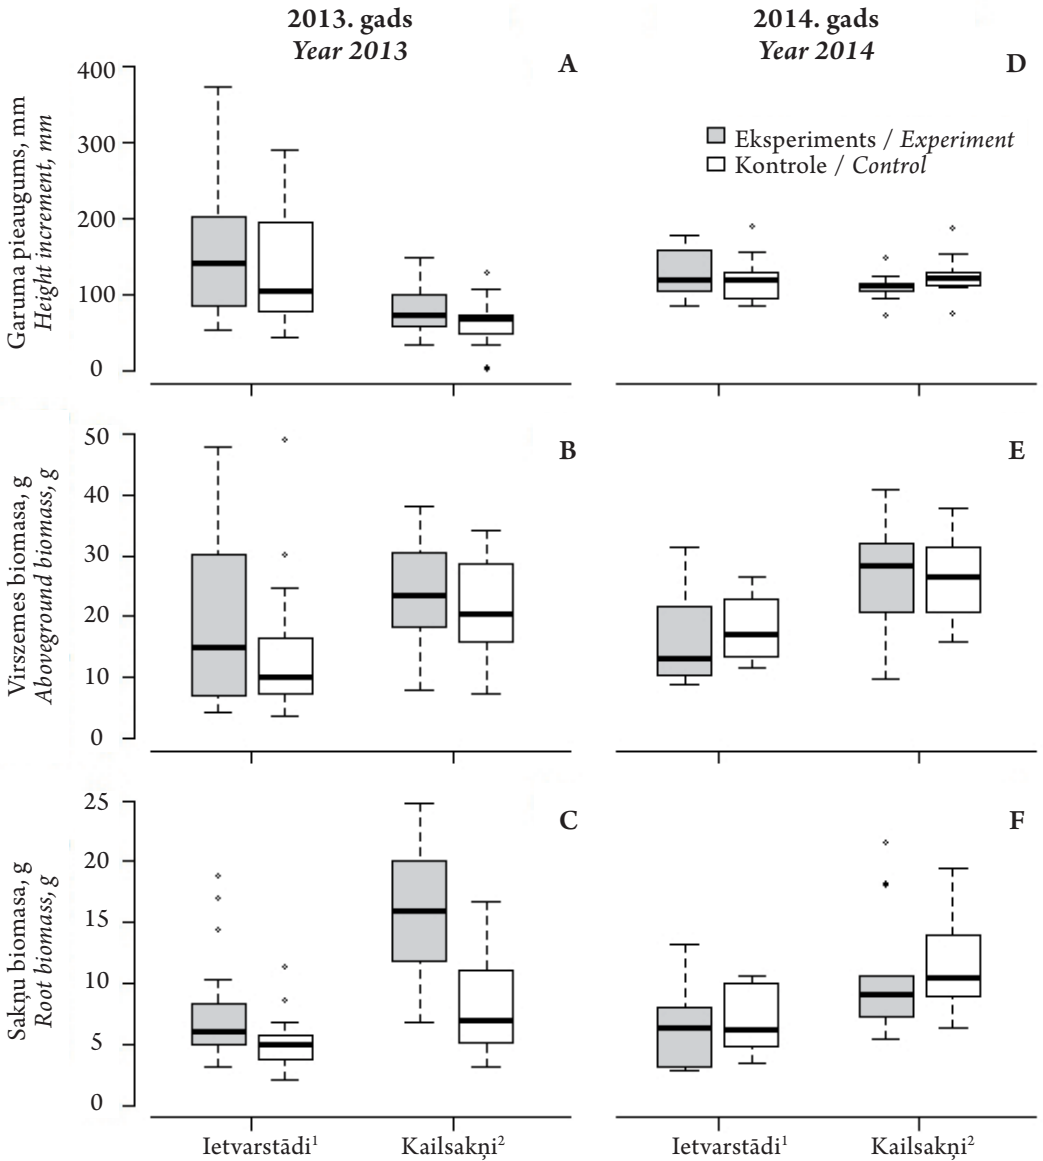 2013. gads
Year 2013
2014. gads
Year 2014
A
D
Garuma pieaugums, mm
Height increment, mm
400
300
200
100
0
Eksperiments / Experiment
Kontrole / Control
B
E
Virszemes biomasa, g
Aboveground biomass, g
50
40
30
20
10
0
C
F
Sakņu biomasa, g
Root biomass, g
25
20
15
10
5
0
Ietvarstādi¹
Kailsakņi²
Ietvarstādi¹
Kailsakņi²